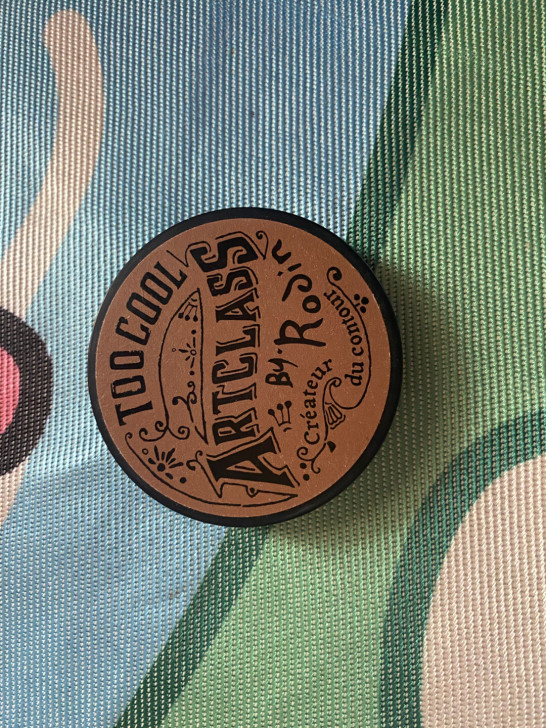 TOO COOL
ARTCLASS
BY. Rodin
Créateur
du contour